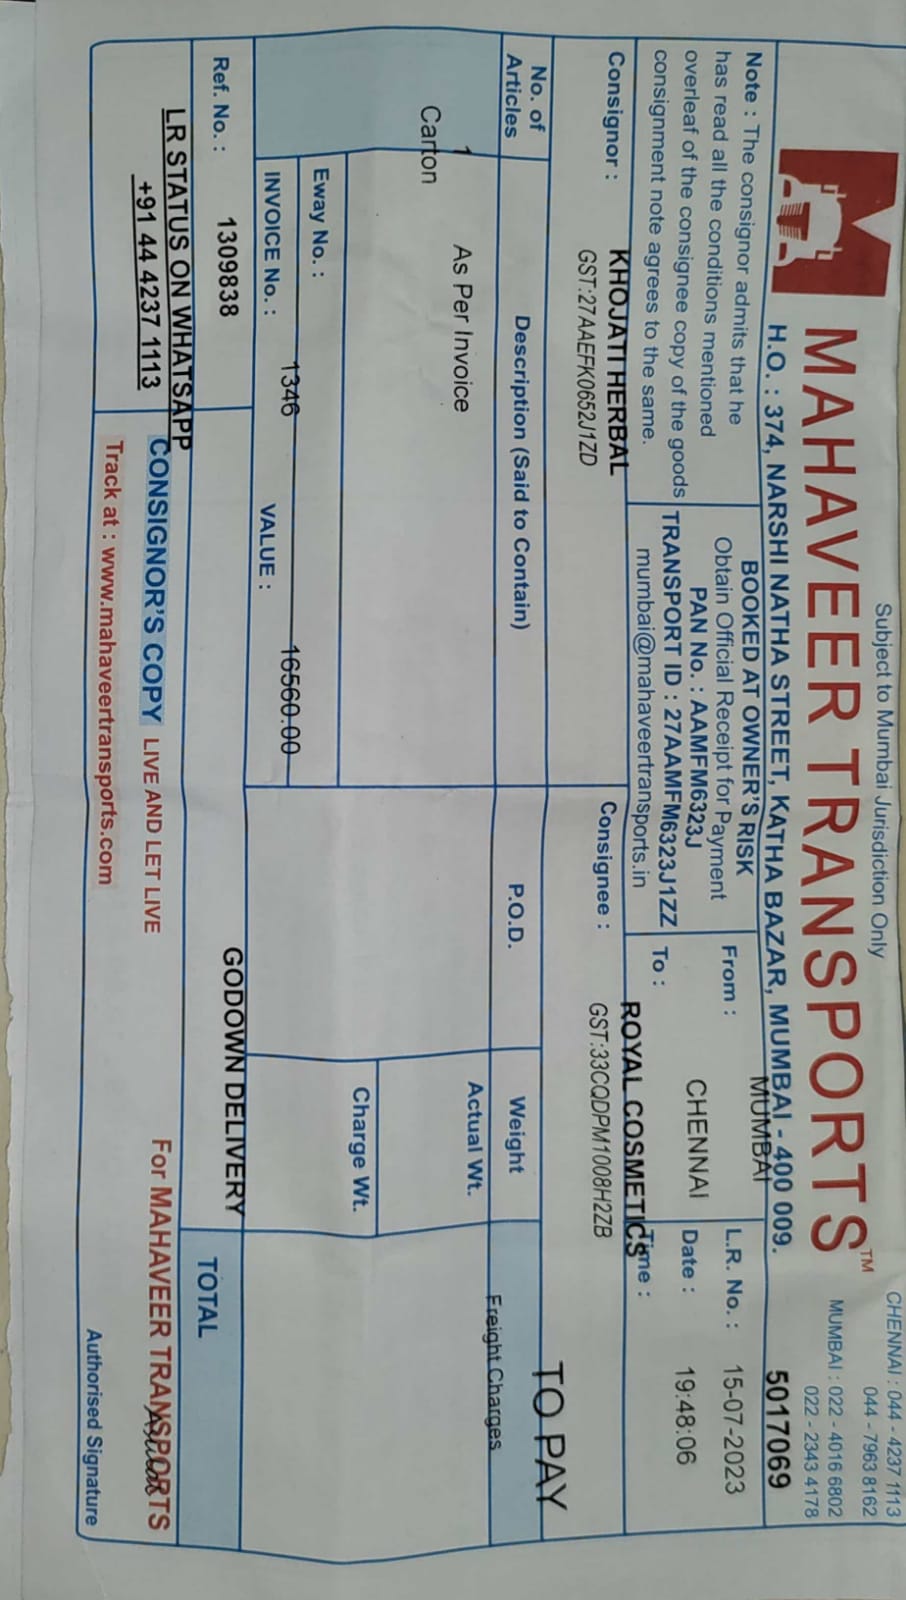 Subject to Mumbai Jurisdiction Only
CHENNAI : 044 - 4237 1113
044 - 7963 8162
MUMBAI : 022 - 4016 6802
022 - 2343 4178
MAHAVEER TRANSPORTS™
H.O. : 374, NARSHI NATHA STREET, KATHA BAZAR, MUMBAI - 400 009.
Note : The consignor admits that he
has read all the conditions mentioned
overleaf of the consignee copy of the goods
consignment note agrees to the same.
BOOKED AT OWNER'S RISK
Obtain Official Receipt for Payment
PAN No. : AAMFM6323J
TRANSPORT ID : 27AAMFM6323J1ZZ
mumbai@mahaveertransports.in
From : MUMBAI
To : CHENNAI
L.R. No. : 5017069
Date : 15-07-2023
Time : 19:48:06
Consignor : KHOJATI HERBAL
GST:27AAEFK0652J1ZD
Consignee : ROYAL COSMETICS
GST:33CQDPM1008H2ZB
TO PAY
No. of Articles Description (Said to Contain) P.O.D. Weight Freight Charges
1 Carton As Per Invoice Actual Wt.
Charge Wt.
Eway No. :
INVOICE No. : 1346 VALUE : 16560.00
Ref. No. : 1309838 GODOWN DELIVERY TOTAL
LR STATUS ON WHATSAPP
+91 44 4237 1113
CONSIGNOR'S COPY LIVE AND LET LIVE For MAHAVEER TRANSPORTS
Track at : www.mahaveertransports.com
Authorised Signature